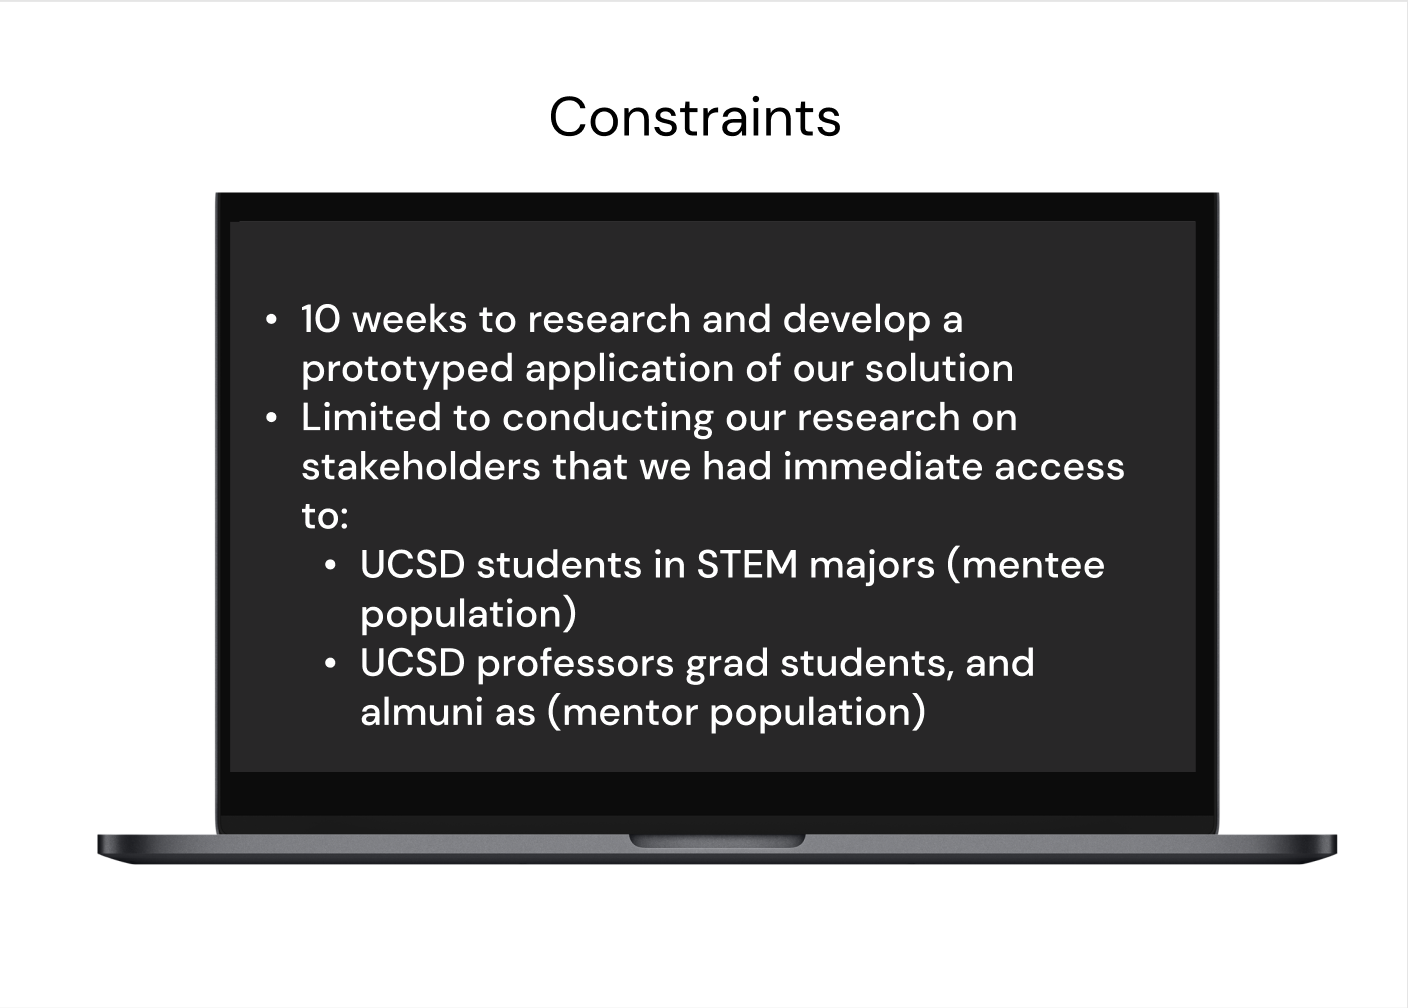 Constraints
• 10 weeks to research and develop a
prototyped application of our solution
• Limited to conducting our research on
stakeholders that we had immediate access
to:
• UCSD students in STEM majors (mentee
population)
• UCSD professors grad students, and
almuni as (mentor population)